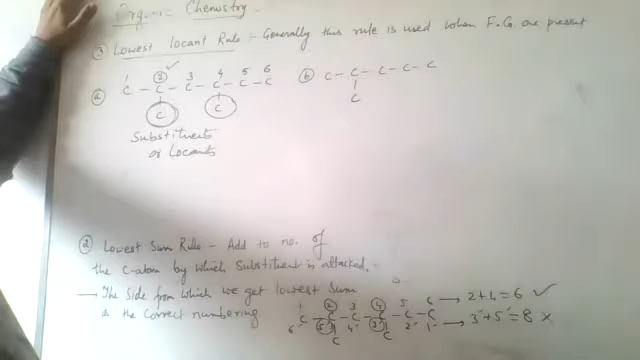 Organic Chemistry
③ Lowest locant Rule - Generally this rule is used when F.G. are present
1 2 ✓ 3 4 5 6
ⓐ C - C - C - C - C - C
C C
ⓑ C - C - C - C - C
C
Substituents
or Locants
② Lowest Sum Rule - Add to no. of
the C-atom by which Substituent is attacked.
→ The Side from which we get lowest Sum
is the Correct numbering
1 2 3 4 5 6 → 2+4=6 ✓
C - C - C - C - C - C
6' 5' 4' 3' 2' 1' → 3'+5'=8 ×
C C